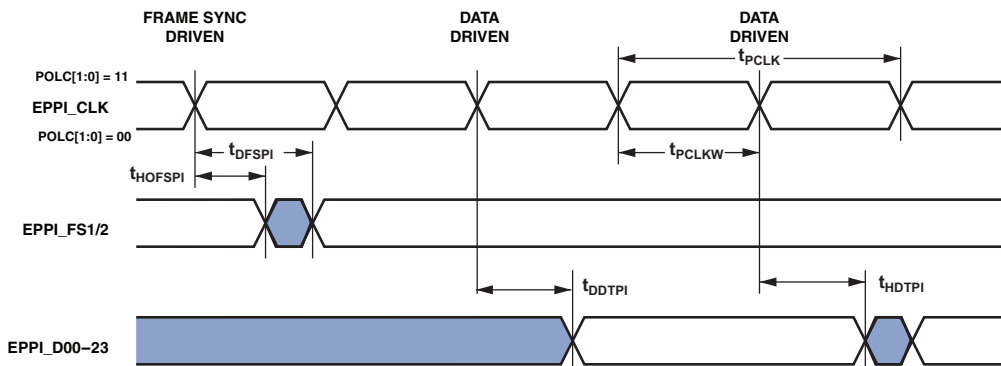 FRAME SYNC
DRIVEN
DATA
DRIVEN
DATA
DRIVEN
tPCLK
POLC[1:0] = 11
EPPI_CLK
POLC[1:0] = 00
tDFSPI
tPCLKW
tHOFSPI
EPPI_FS1/2
tDDTPI
tHDTPI
EPPI_D00–23